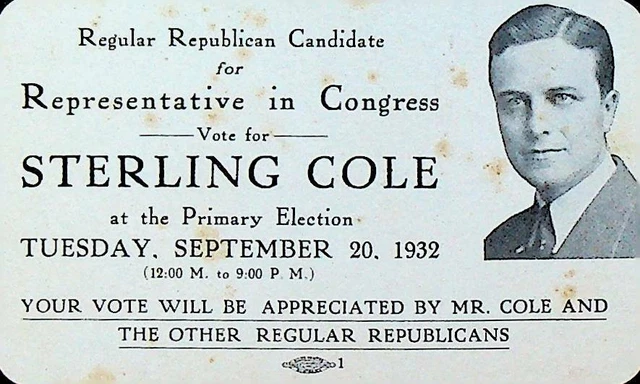 Regular Republican Candidate
for
Representative in Congress
Vote for
STERLING COLE
at the Primary Election
TUESDAY, SEPTEMBER 20, 1932
(12:00 M. to 9:00 P. M.)
YOUR VOTE WILL BE APPRECIATED BY MR. COLE AND
THE OTHER REGULAR REPUBLICANS
1